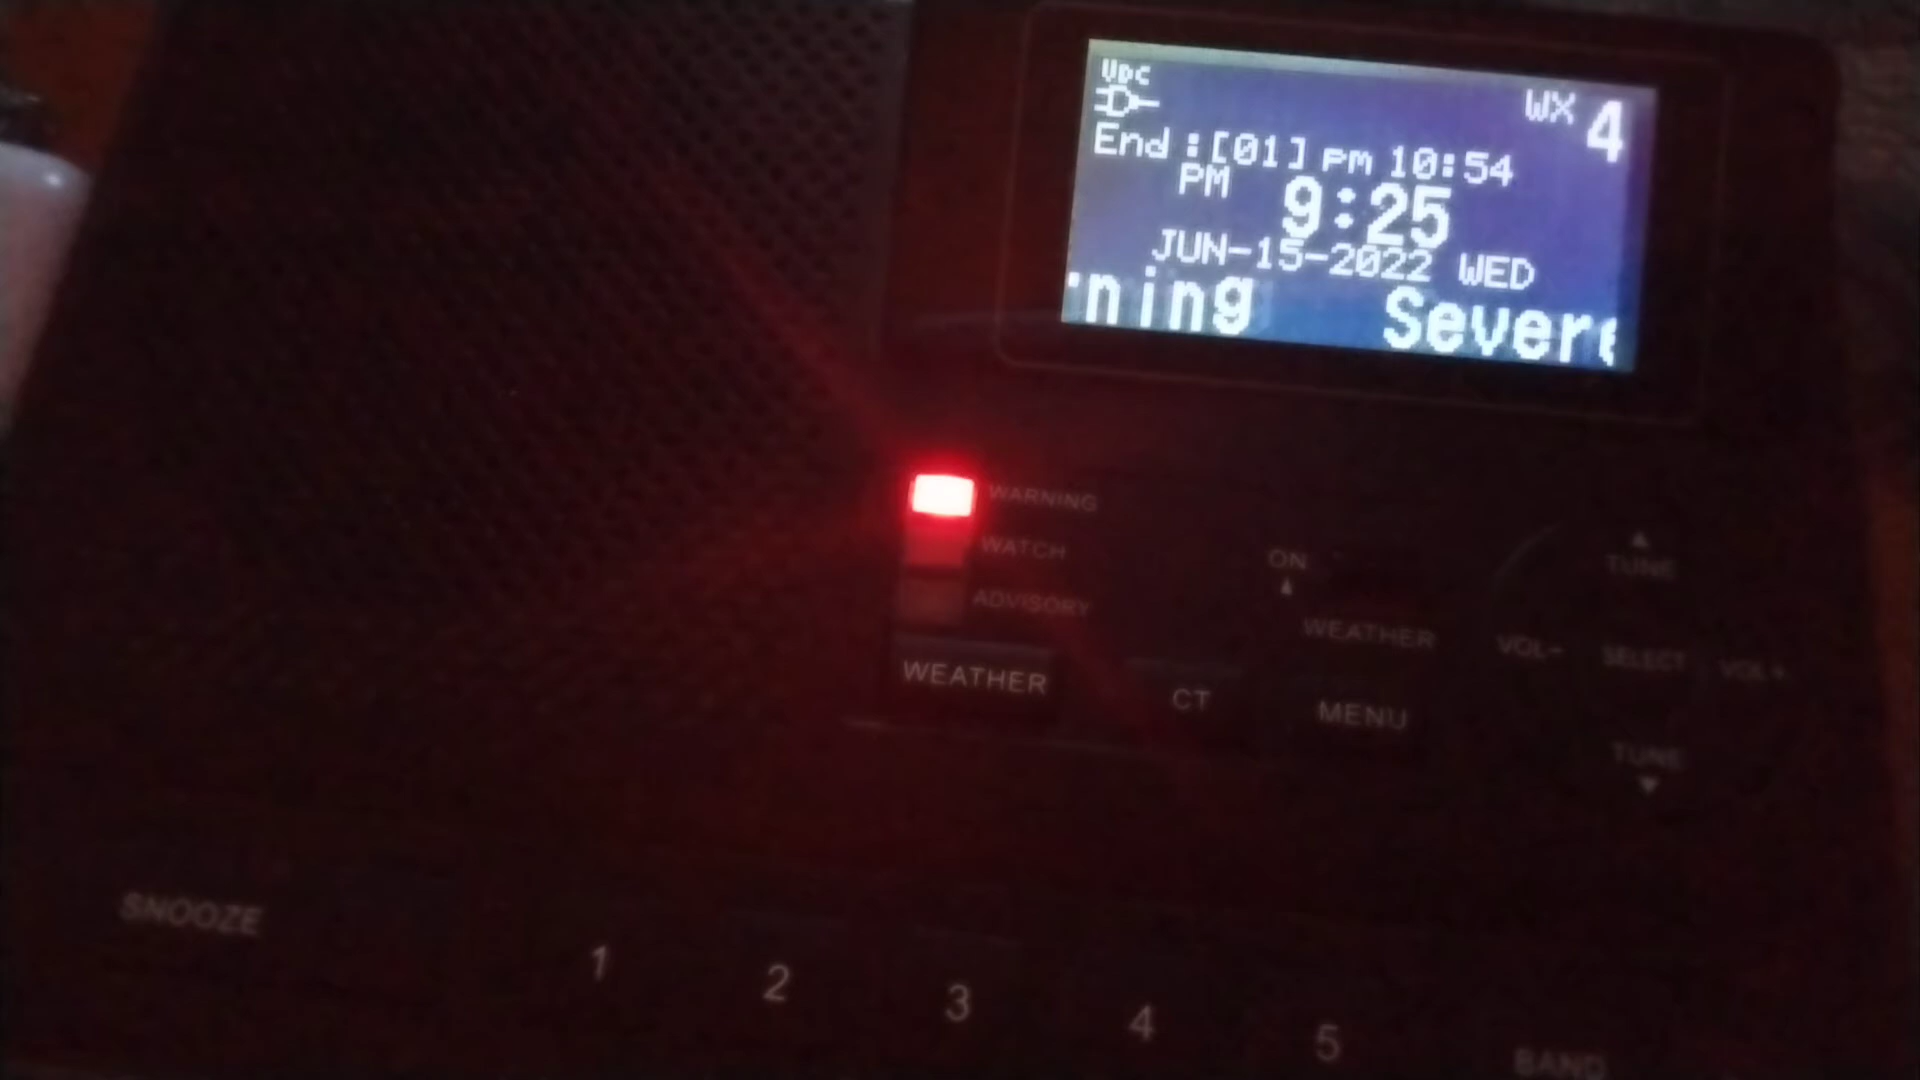 VDC
WX 4
End :[01] pm 10:54
PM 9:25
JUN-15-2022 WED
ning Severe
WARNING
WATCH
ADVISORY
ON
TUNE
WEATHER
VOL- SELECT VOL+
WEATHER CT MENU
TUNE
SNOOZE 1 2 3 4 5 BAND